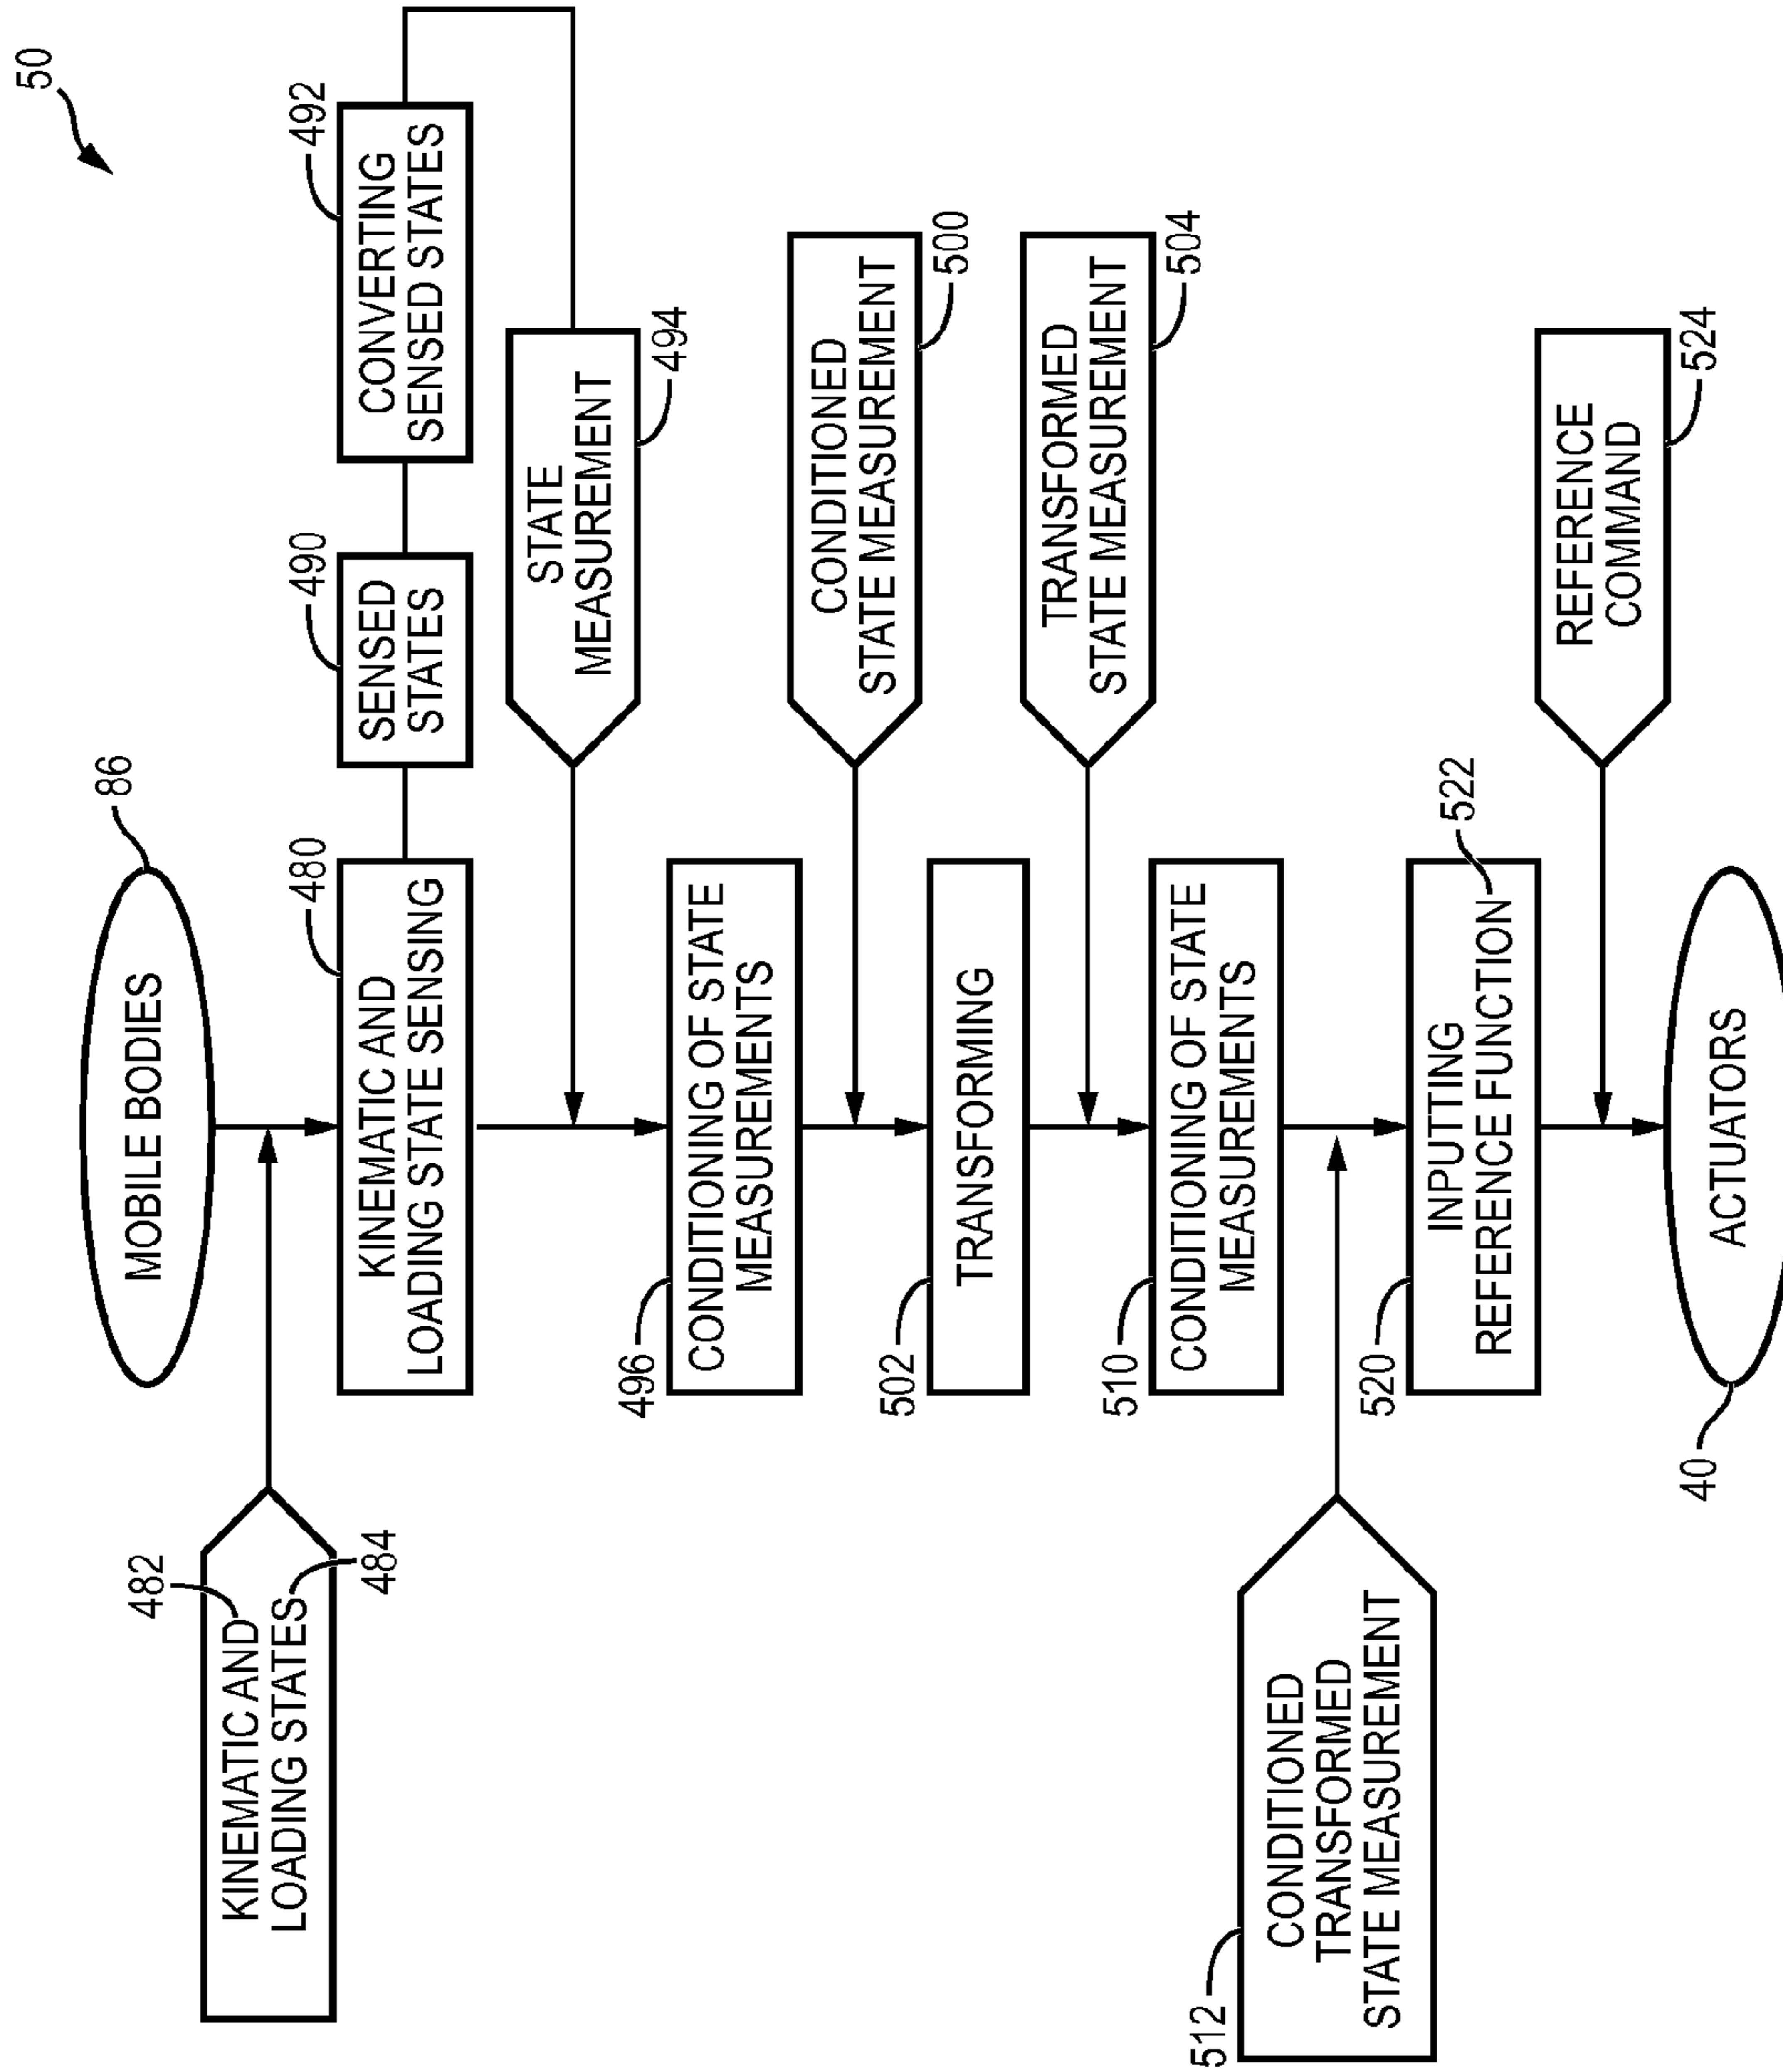 50
MOBILE BODIES
86
482
KINEMATIC AND
LOADING STATES
484
480
KINEMATIC AND
LOADING STATE SENSING
490
SENSED
STATES
492
CONVERTING
SENSED STATES
STATE
MEASUREMENT
494
496
CONDITIONING OF STATE
MEASUREMENTS
CONDITIONED
STATE MEASUREMENT
500
502
TRANSFORMING
TRANSFORMED
STATE MEASUREMENT
504
510
CONDITIONING OF STATE
MEASUREMENTS
512
CONDITIONED
TRANSFORMED
STATE MEASUREMENT
520
INPUTTING
REFERENCE FUNCTION
522
REFERENCE
COMMAND
524
ACTUATORS
40